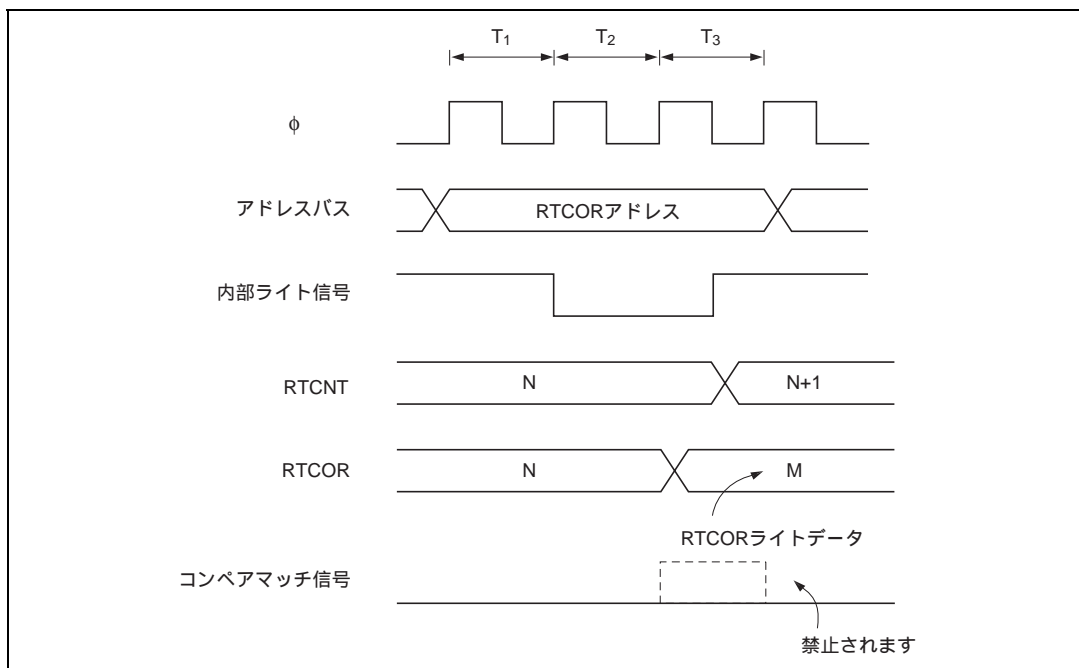 T1 T2 T3
φ
アドレスバス RTCORアドレス
内部ライト信号
RTCNT N N+1
RTCOR N M
RTCORライトデータ
コンペアマッチ信号
禁止されます